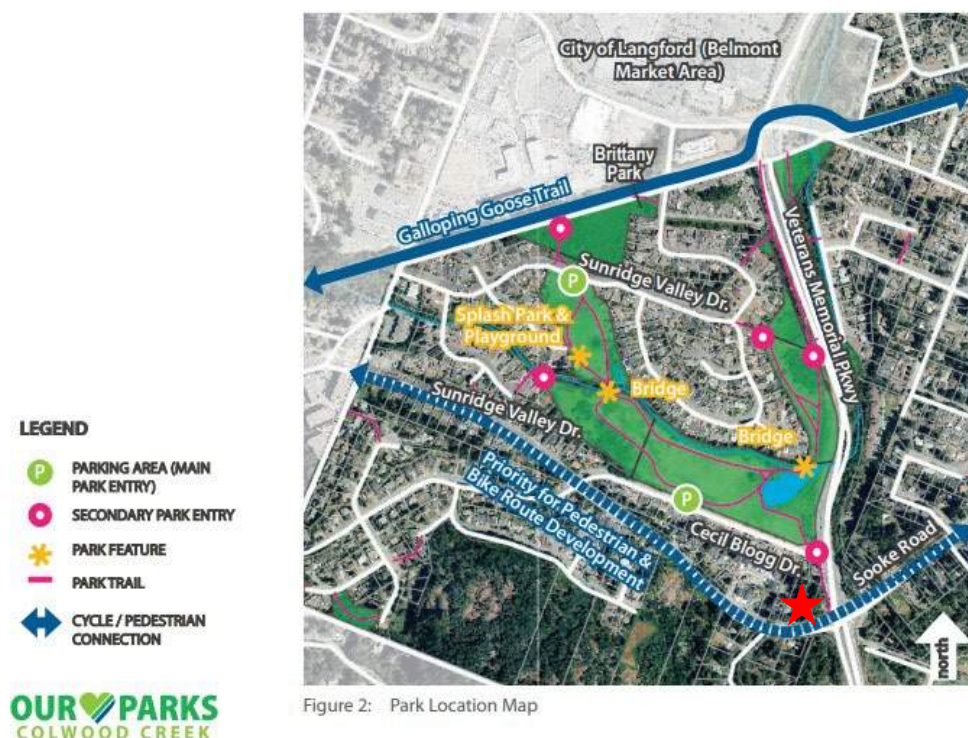 City of Langford (Belmont
Market Area)
Brittany
Park
Galloping Goose Trail
Sunridge Valley Dr.
P
Veterans Memorial Pkwy
Splash Park &
Playground
Bridge
Sunridge Valley Dr.
Bridge
Priority for Pedestrian &
Bike Route Development
P
Cecil Blogg Dr.
Sooke Road
north
LEGEND
P PARKING AREA (MAIN
PARK ENTRY)
SECONDARY PARK ENTRY
PARK FEATURE
PARK TRAIL
CYCLE / PEDESTRIAN
CONNECTION
OUR PARKS
COLWOOD CREEK
Figure 2: Park Location Map